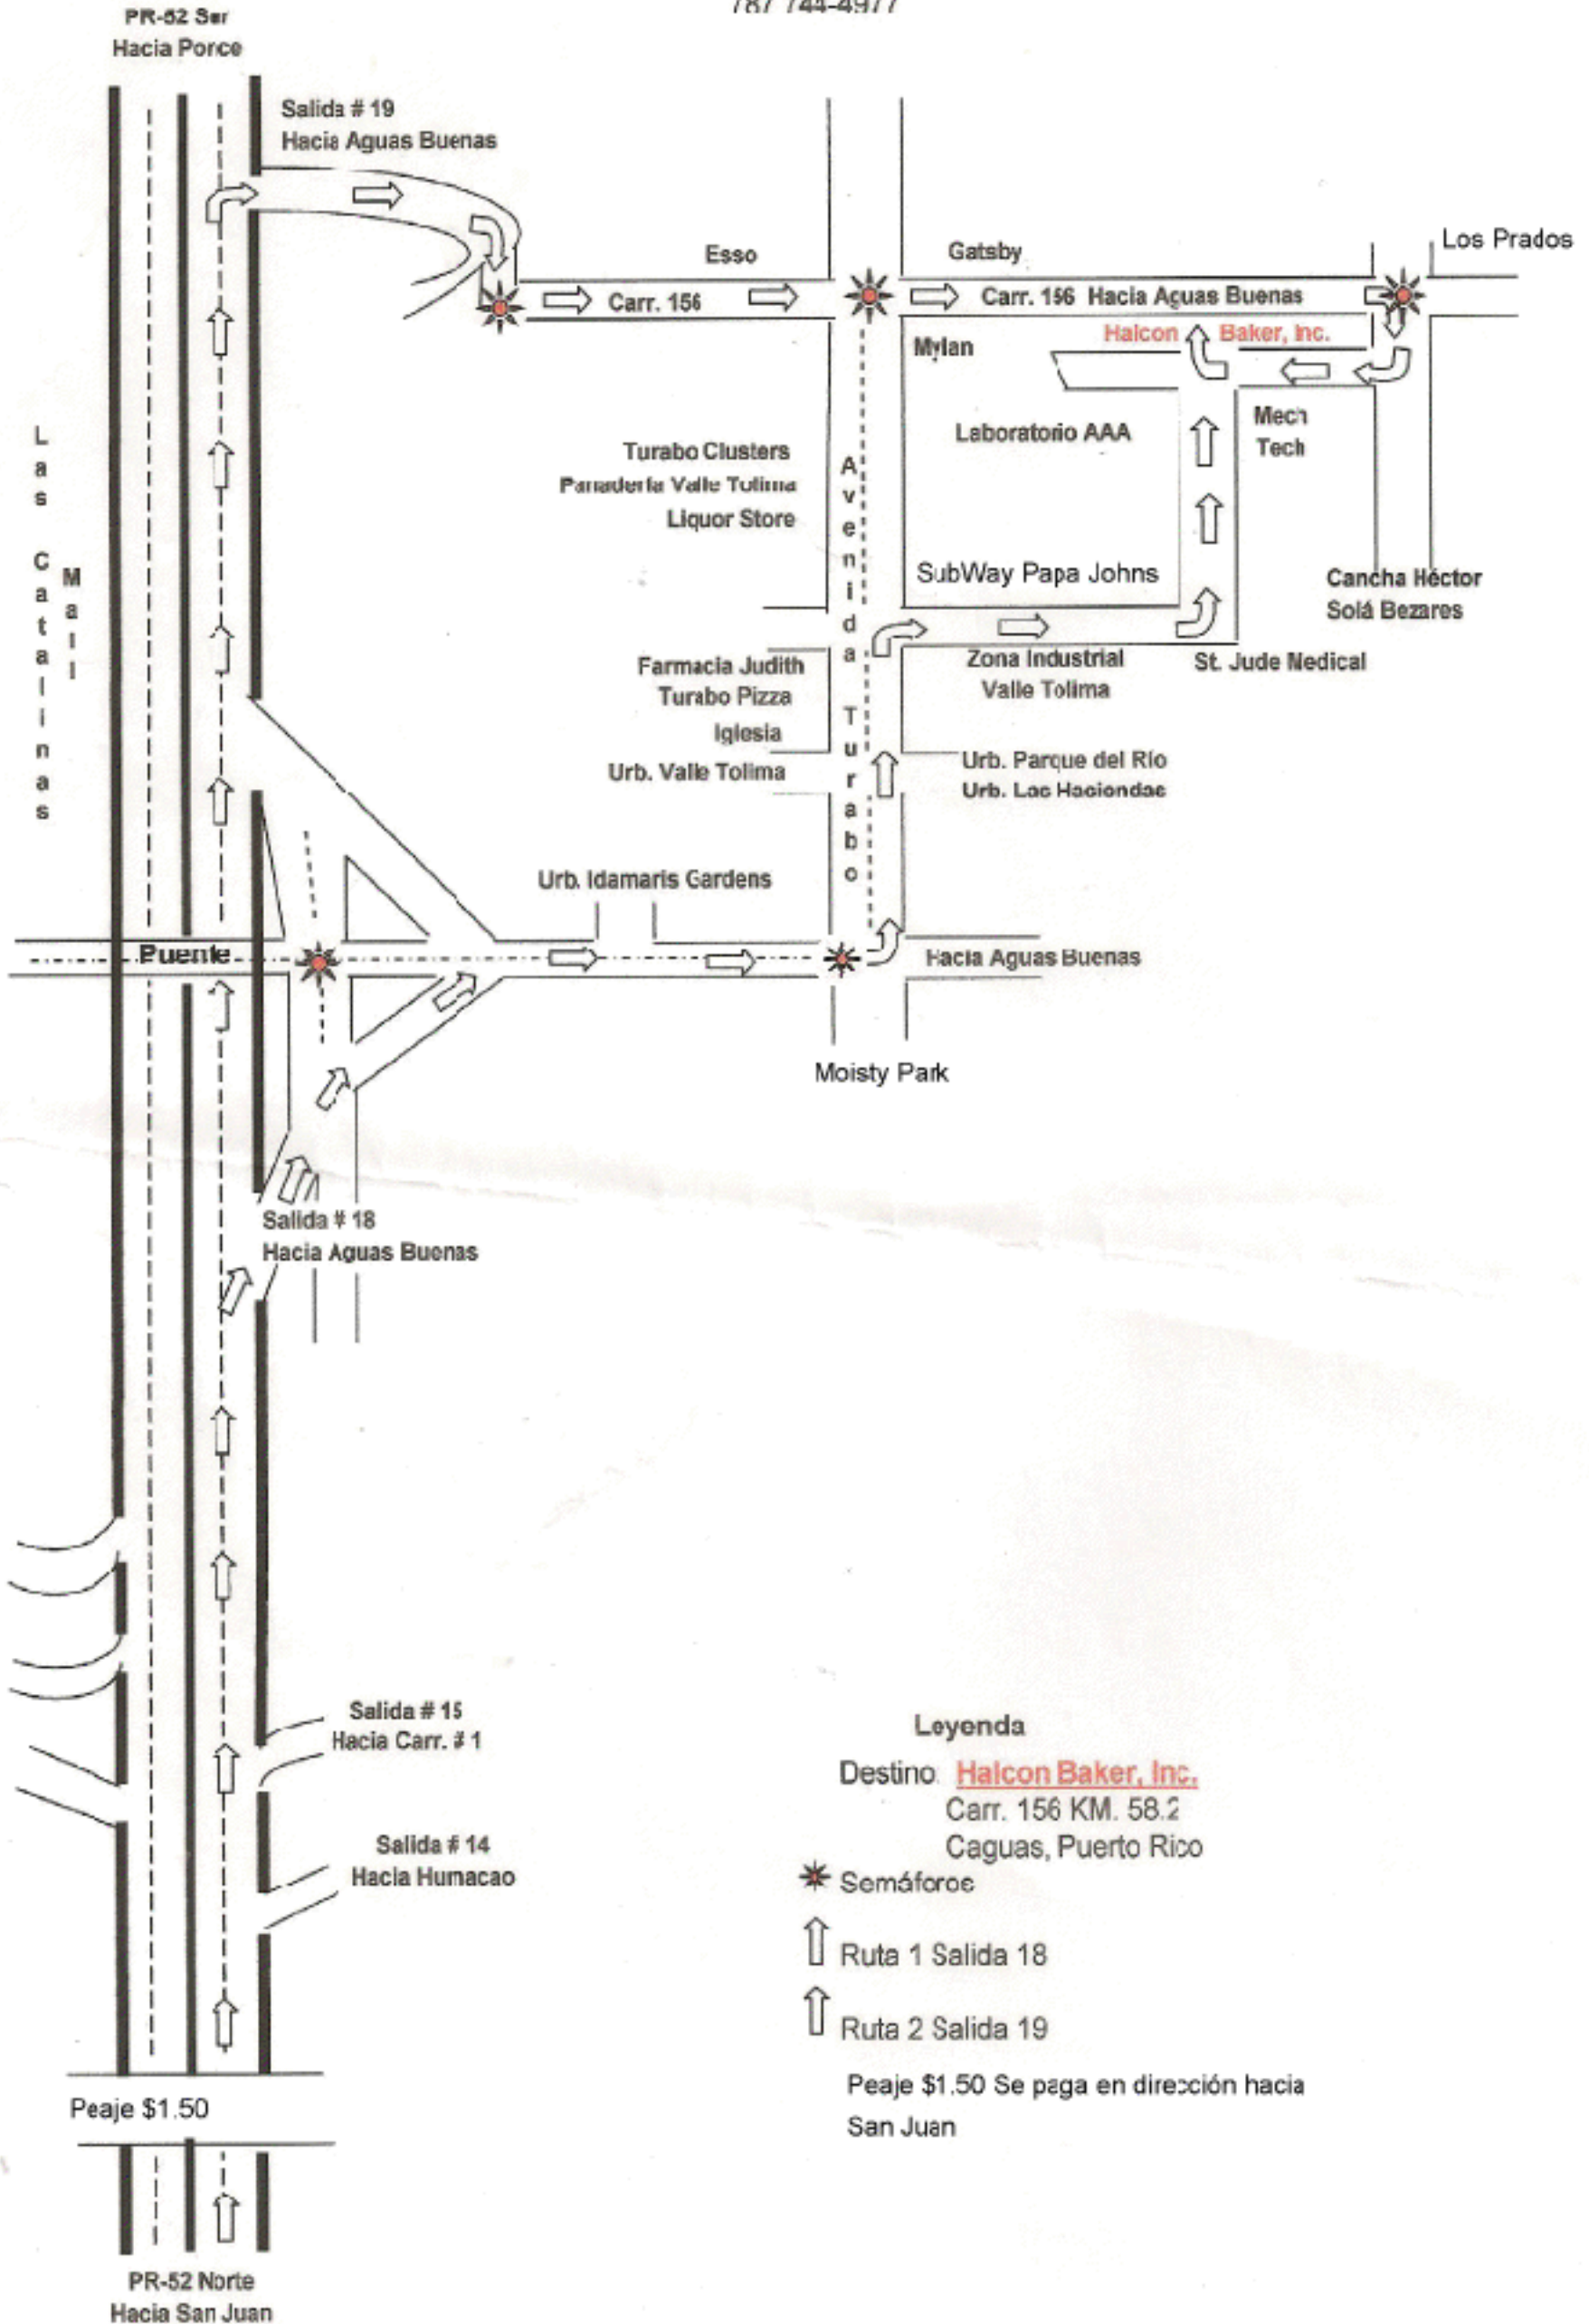 787 744-4977
PR-52 Sur
Hacia Ponce
Salida # 19
Hacia Aguas Buenas
Esso
Gatsby
Los Prados
Carr. 156
Carr. 156 Hacia Aguas Buenas
Halcon Baker, Inc.
Mylan
Mech
Tech
Laboratorio AAA
Las Catalinas
Mall
Turabo Clusters
Panadería Valle Tolima
Liquor Store
Avenida Turabo
SubWay Papa Johns
Cancha Héctor
Solá Bezares
Farmacia Judith
Turabo Pizza
Iglesia
Zona Industrial
Valle Tolima
St. Jude Medical
Urb. Valle Tolima
Urb. Parque del Río
Urb. Las Haciendas
Urb. Idamaris Gardens
Puente
Hacia Aguas Buenas
Moisty Park
Salida # 18
Hacia Aguas Buenas
Salida # 15
Hacia Carr. # 1
Salida # 14
Hacia Humacao
Leyenda
Destino: Halcon Baker, Inc.
Carr. 156 KM. 58.2
Caguas, Puerto Rico
Semáforos
Ruta 1 Salida 18
Ruta 2 Salida 19
Peaje $1.50 Se paga en dirección hacia
San Juan
Peaje $1.50
PR-52 Norte
Hacia San Juan